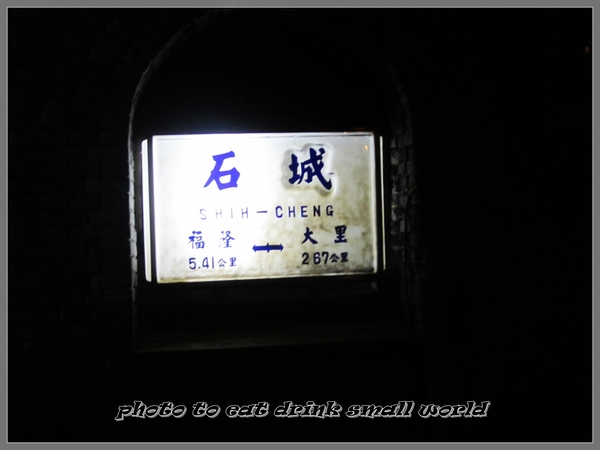 石城
SHIH-CHENG
福隆 大里
5.41公里 2.67公里
photo to eat drink small world